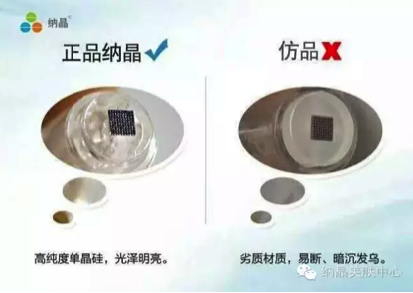 纳晶®
正品纳晶
仿品
高纯度单晶硅，光泽明亮。
劣质材质，易断、暗沉发乌。
纳晶美肤中心